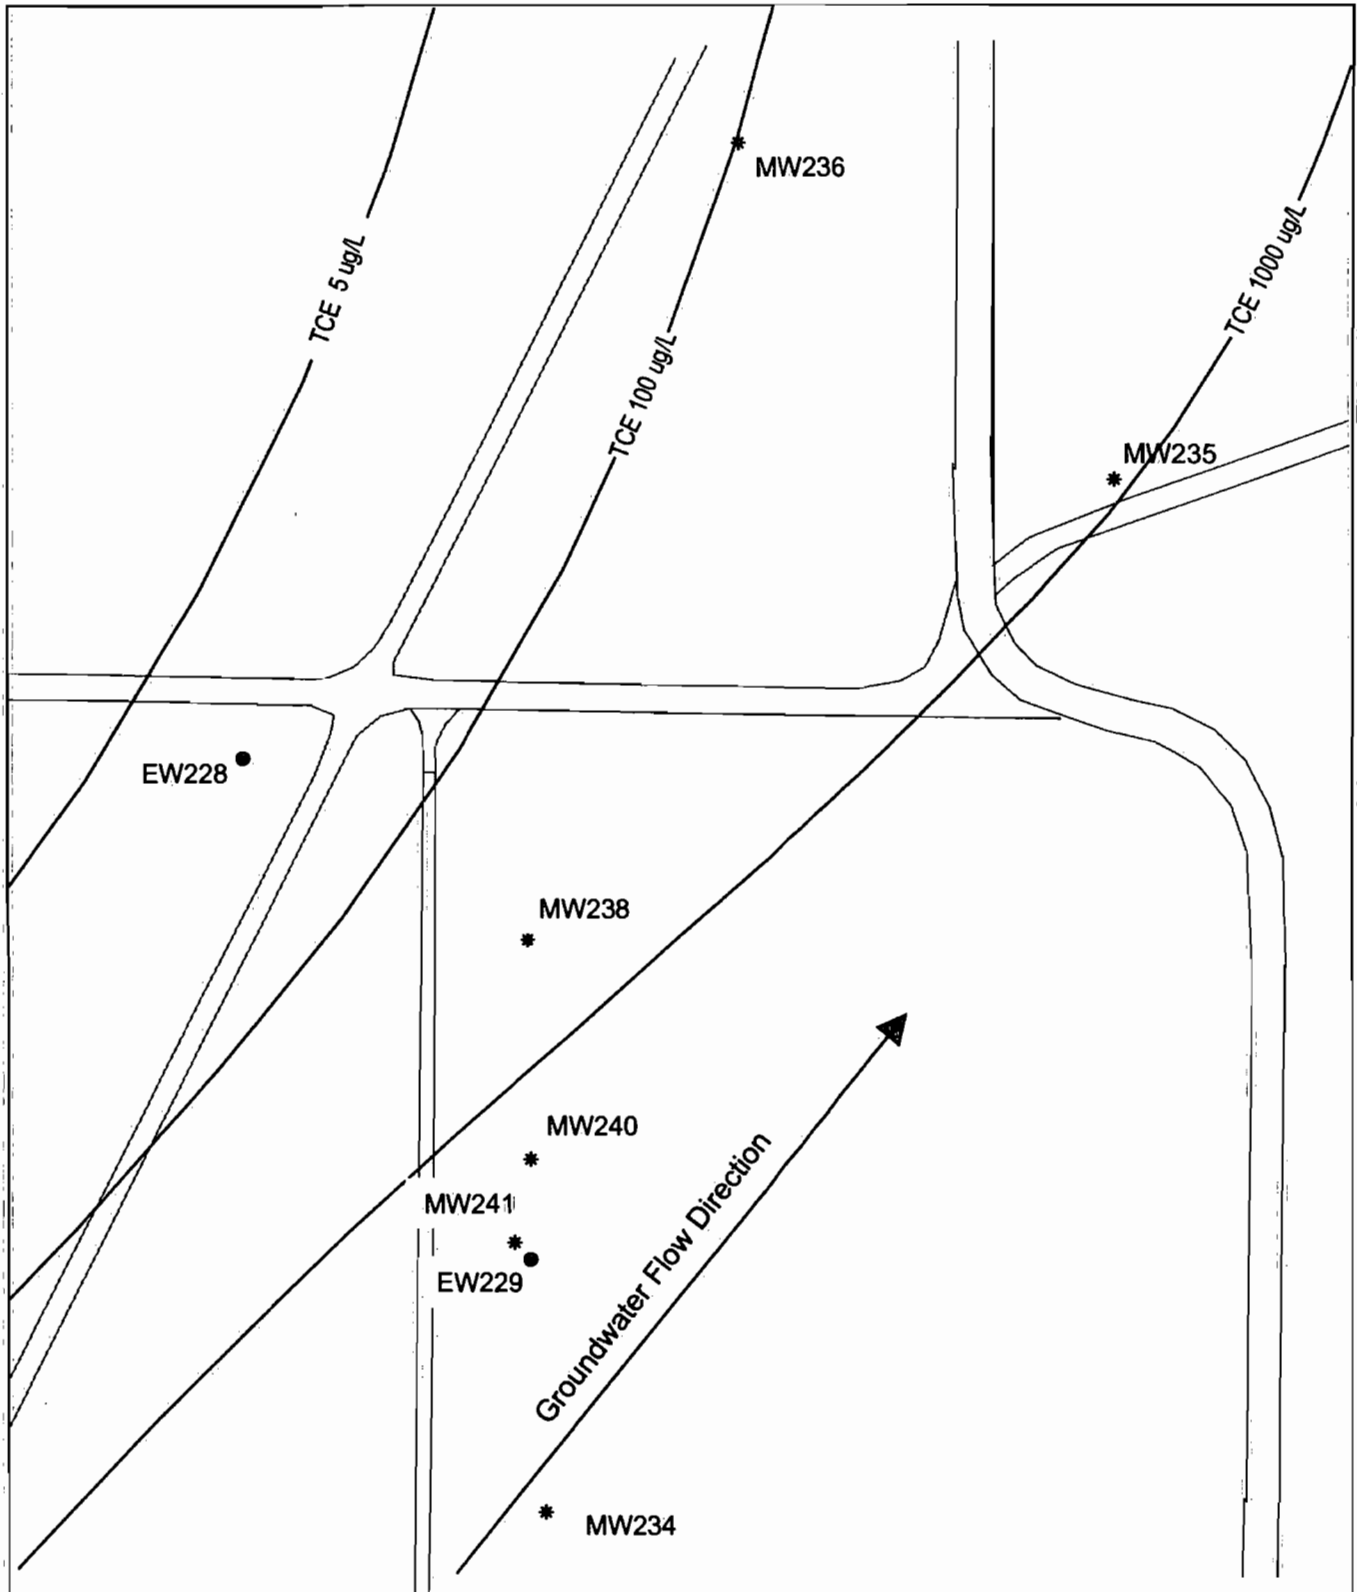 MW236
TCE 5 ug/L
TCE 1000 ug/L
TCE 100 ug/L
MW235
EW228
MW238
MW240
MW241
EW229
Groundwater Flow Direction
MW234